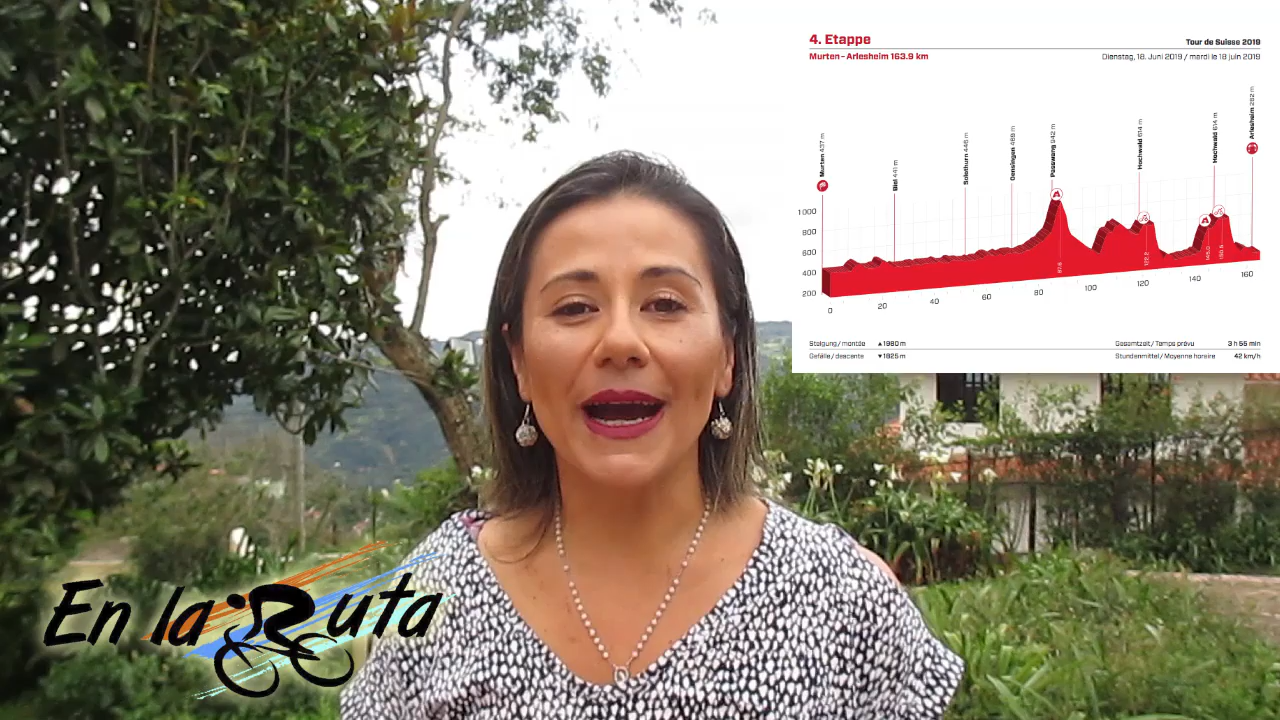 4. Etappe
Tour de Suisse 2019
Murten – Arlesheim 163.9 km
Dienstag, 18. Juni 2019 / mardi le 18 juin 2019
Murten 437 m
Biel 441 m
Solothurn 446 m
Oensingen 488 m
Passwang 942 m
Hochwald 614 m
Hochwald 614 m
Arlesheim 282 m
1000
800
600
400
200
0
20
40
60
80
100
120
140
160
A
A
Steigung / montée ▲1980 m
Gesamtzeit / Temps prévu 3 h 56 min
Gefälle / descente ▼1825 m
Stundenmittel / Moyenne horaire 42 km/h
En la Ruta